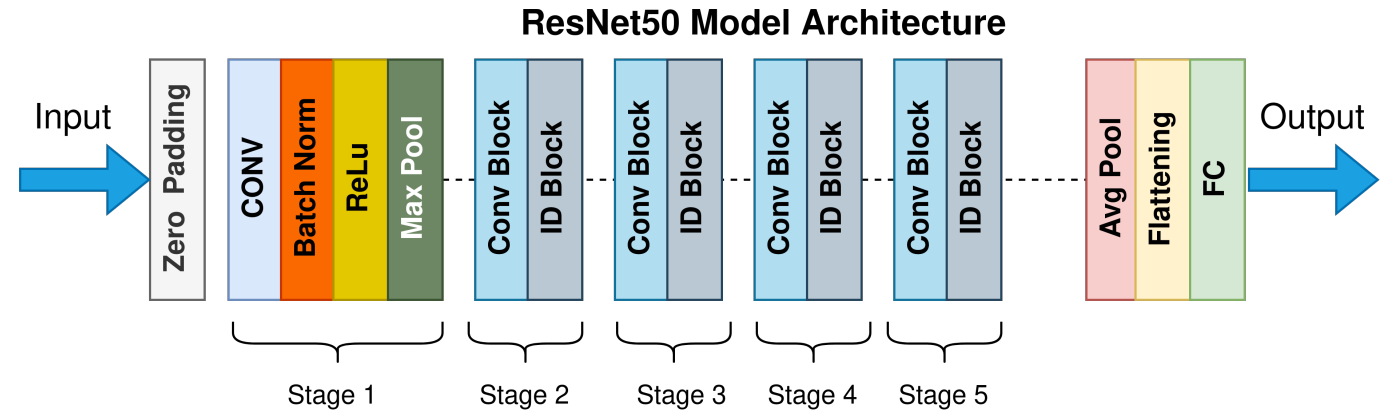 ResNet50 Model Architecture
Input
Zero Padding
CONV
Batch Norm
ReLu
Max Pool
Conv Block
ID Block
Conv Block
ID Block
Conv Block
ID Block
Conv Block
ID Block
Avg Pool
Flattening
FC
Output
Stage 1
Stage 2
Stage 3
Stage 4
Stage 5